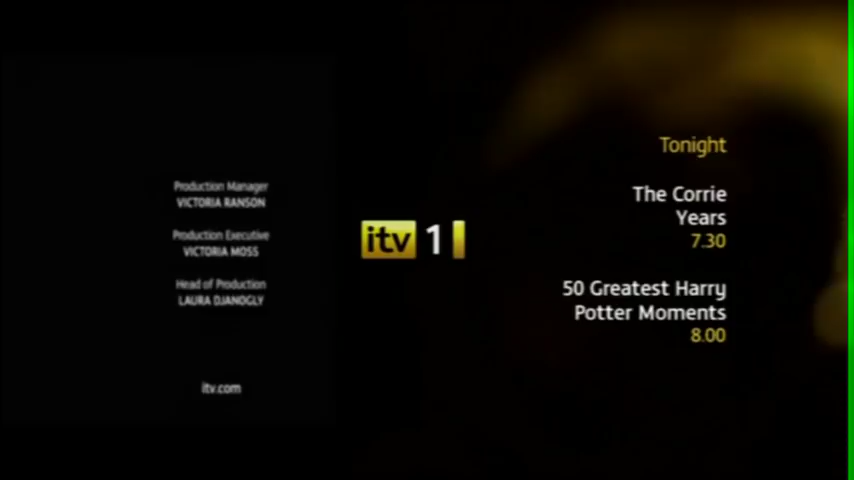 Production Manager
VICTORIA RANSON
Production Executive
VICTORIA MOSS
Head of Production
LAURA DJANOGLY
itv.com
itv 1
Tonight
The Corrie
Years
7.30
50 Greatest Harry
Potter Moments
8.00